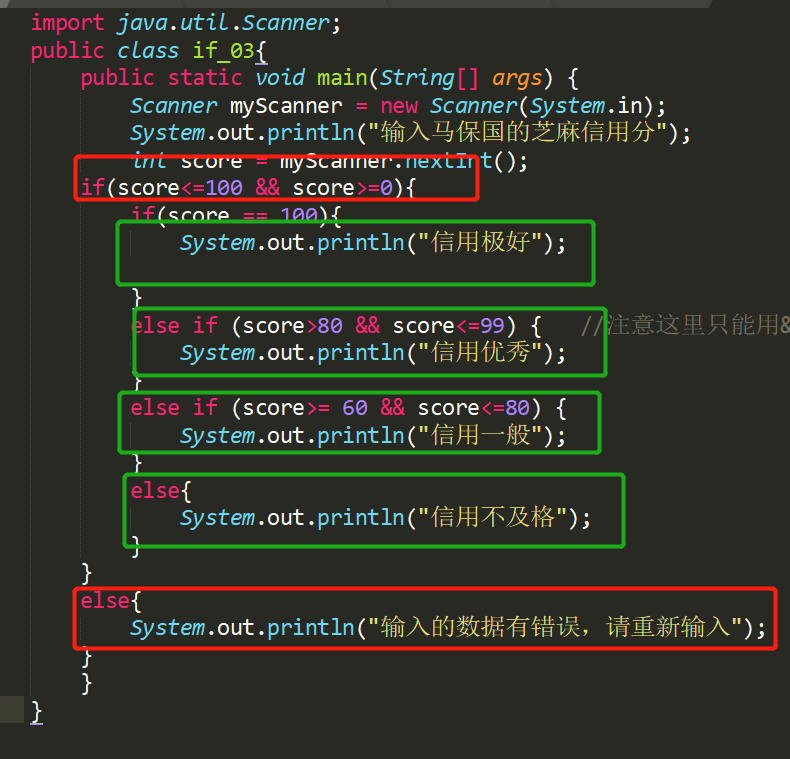 import java.util.Scanner;
public class if_03{
public static void main(String[] args) {
Scanner myScanner = new Scanner(System.in);
System.out.println("输入马保国的芝麻信用分");
int score = myScanner.nextInt();
if(score<=100 && score>=0){
if(score == 100){
System.out.println("信用极好");
}
else if (score>80 && score<=99) { //注意这里只能用&
System.out.println("信用优秀");
}
else if (score>= 60 && score<=80) {
System.out.println("信用一般");
}
else{
System.out.println("信用不及格");
}
}
else{
System.out.println("输入的数据有错误，请重新输入");
}
}
}